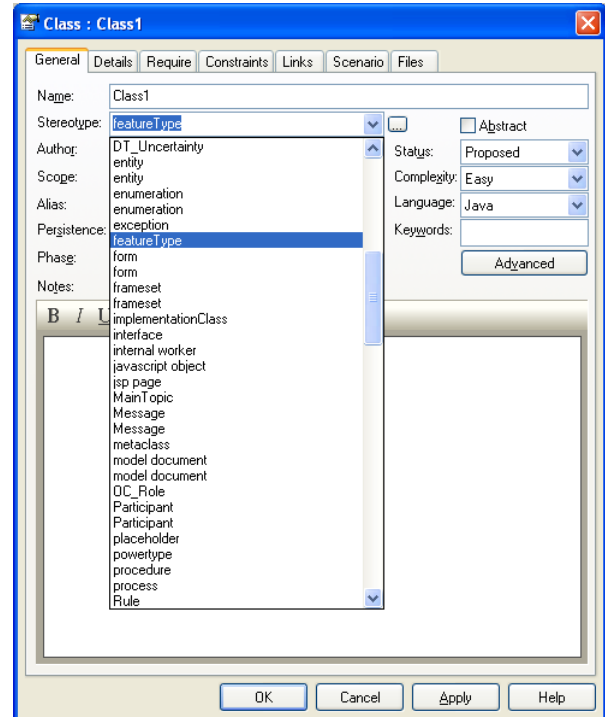 Class : Class1
General Details Require Constraints Links Scenario Files
Name: Class1
Stereotype: featureType ... Abstract
Author: DT_Uncertainty Status: Proposed
entity
Scope: entity Complexity: Easy
enumeration
Alias: enumeration Language: Java
exception
Persistence: featureType Keywords:
form
Phase: form Advanced
frameset
Notes: frameset
B I U implementationClass
interface
internal worker
javascript object
jsp page
MainTopic
Message
Message
metaclass
model document
model document
OC_Role
Participant
Participant
placeholder
powertype
procedure
process
Rule
OK Cancel Apply Help